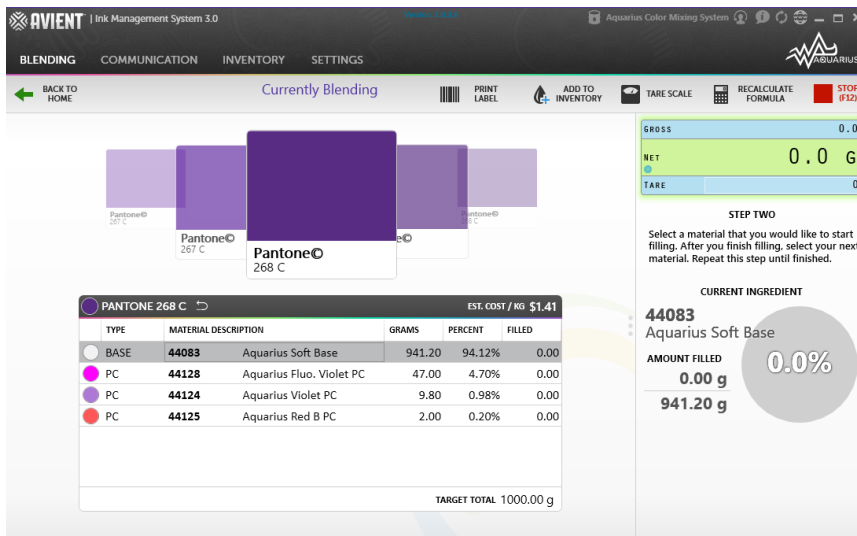 AVIENT | Ink Management System 3.0
Aquarius Color Mixing System
BLENDING COMMUNICATION INVENTORY SETTINGS
AQUARIUS
BACK TO HOME
Currently Blending
PRINT LABEL
ADD TO INVENTORY
TARE SCALE
RECALCULATE FORMULA
STOP (F12)
Pantone©
267 C
Pantone©
267 C
Pantone©
268 C
GROSS 0.0
NET 0.0 G
TARE 0
STEP TWO
Select a material that you would like to start
filling. After you finish filling, select your next
material. Repeat this step until finished.
CURRENT INGREDIENT
44083
Aquarius Soft Base
AMOUNT FILLED
0.00 g
941.20 g
0.0%
PANTONE 268 C EST. COST / KG $1.41
TYPE MATERIAL DESCRIPTION GRAMS PERCENT FILLED
BASE 44083 Aquarius Soft Base 941.20 94.12% 0.00
PC 44128 Aquarius Fluo. Violet PC 47.00 4.70% 0.00
PC 44124 Aquarius Violet PC 9.80 0.98% 0.00
PC 44125 Aquarius Red B PC 2.00 0.20% 0.00
TARGET TOTAL 1000.00 g